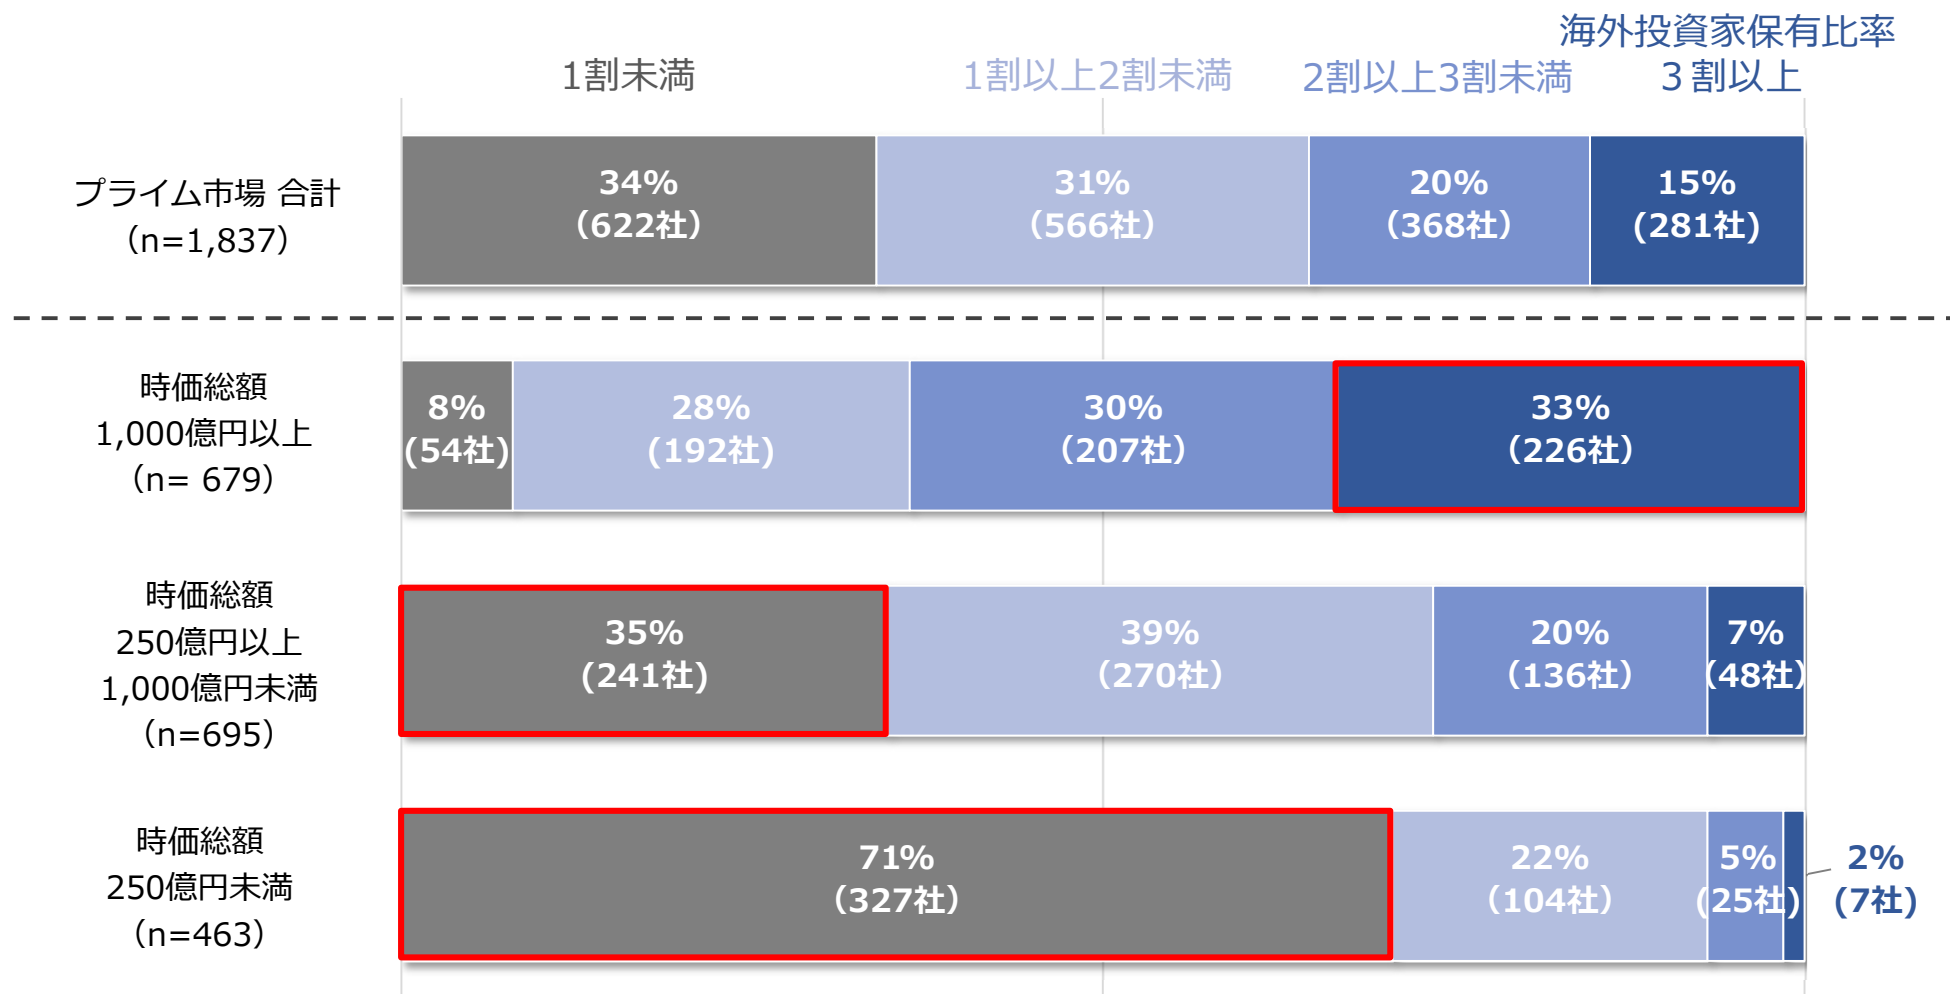 海外投資家保有比率
1割未満
1割以上2割未満
2割以上3割未満
３割以上
プライム市場 合計
（n=1,837）
34%
（622社）
31%
（566社）
20%
（368社）
15%
(281社)
時価総額
1,000億円以上
（n= 679）
8%
(54社)
28%
(192社)
30%
（207社）
33%
（226社）
時価総額
250億円以上
1,000億円未満
（n=695）
35%
(241社)
39%
（270社）
20%
（136社）
7%
（48社）
時価総額
250億円未満
（n=463）
71%
（327社）
22%
（104社）
5%
(25社)
2%
(7社)